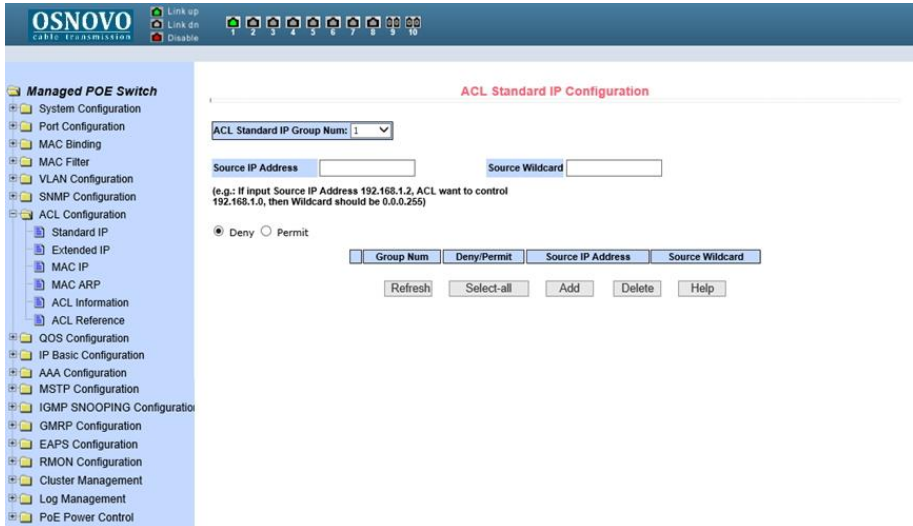 OSNOVO
cable transmission
Link up
Link dn
Disable
1 2 3 4 5 6 7 8 9 10
Managed POE Switch
System Configuration
Port Configuration
MAC Binding
MAC Filter
VLAN Configuration
SNMP Configuration
ACL Configuration
Standard IP
Extended IP
MAC IP
MAC ARP
ACL Information
ACL Reference
QOS Configuration
IP Basic Configuration
AAA Configuration
MSTP Configuration
IGMP SNOOPING Configuratio
GMRP Configuration
EAPS Configuration
RMON Configuration
Cluster Management
Log Management
PoE Power Control
ACL Standard IP Configuration
ACL Standard IP Group Num: 1
Source IP Address
Source Wildcard
(e.g.: If input Source IP Address 192.168.1.2, ACL want to control
192.168.1.0, then Wildcard should be 0.0.0.255)
Deny Permit
Group Num Deny/Permit Souce IP Address Source Wildcard
Refresh Select-all Add Delete Help